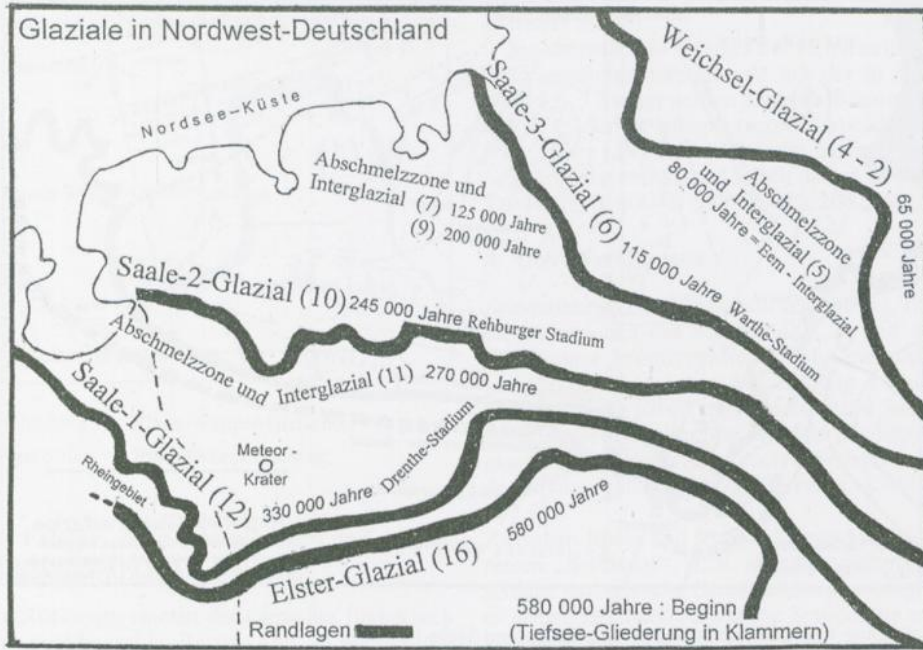 Glaziale in Nordwest-Deutschland
Nordsee-Küste
Weichsel-Glazial (4 - 2)
65 000 Jahre
Abschmelzzone
und Interglazial (5)
80 000 Jahre = Eem - Interglazial
Saale-3-Glazial (6)
115 000 Jahre
Warthe-Stadium
Abschmelzzone und
Interglazial (7) 125 000 Jahre
(9) 200 000 Jahre
Saale-2-Glazial (10)
245 000 Jahre Rehburger Stadium
Abschmelzzone und Interglazial (11) 270 000 Jahre
Saale-1-Glazial (12)
330 000 Jahre Drenthe-Stadium
Meteor -
Krater
Rheingebiet
Elster-Glazial (16)
580 000 Jahre
580 000 Jahre : Beginn
(Tiefsee-Gliederung in Klammern)
Randlagen